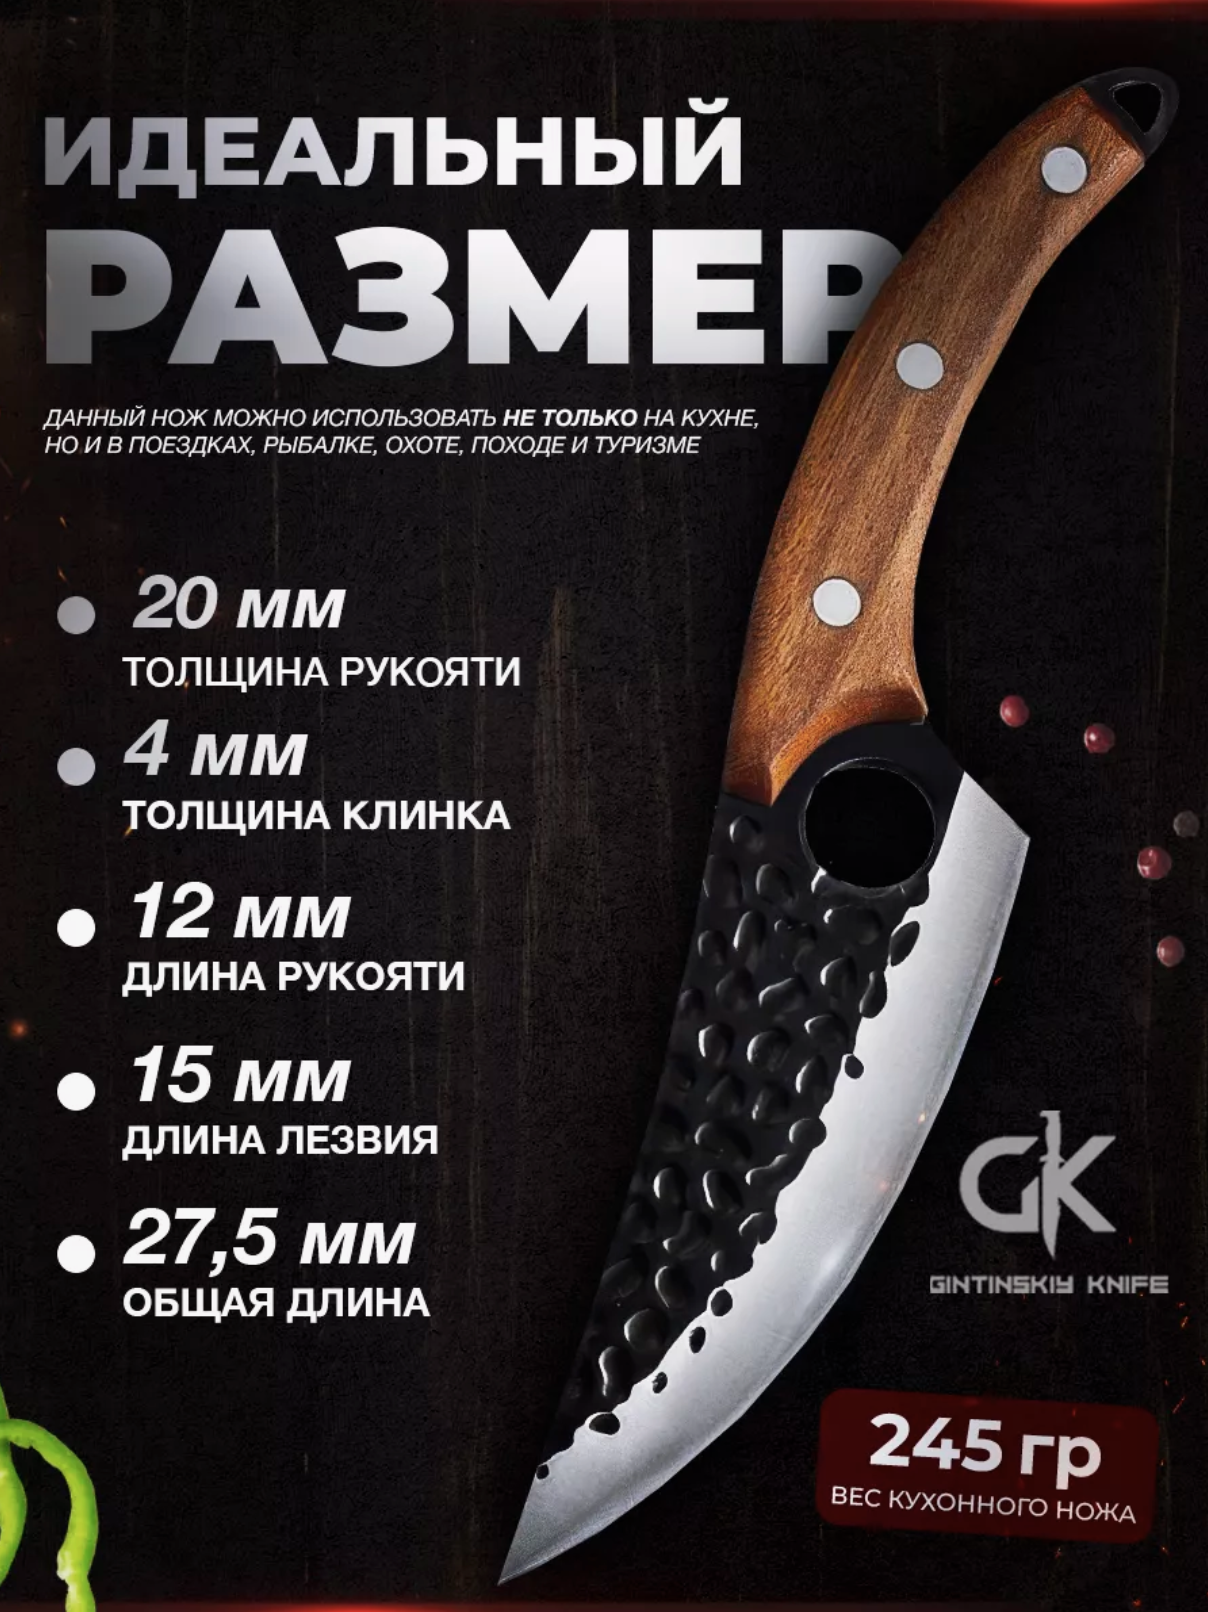 ИДЕАЛЬНЫЙ
РАЗМЕР
ДАННЫЙ НОЖ МОЖНО ИСПОЛЬЗОВАТЬ НЕ ТОЛЬКО НА КУХНЕ,
НО И В ПОЕЗДКАХ, РЫБАЛКЕ, ОХОТЕ, ПОХОДЕ И ТУРИЗМЕ
20 мм
ТОЛЩИНА РУКОЯТИ
4 мм
ТОЛЩИНА КЛИНКА
12 мм
ДЛИНА РУКОЯТИ
15 мм
ДЛИНА ЛЕЗВИЯ
27,5 мм
ОБЩАЯ ДЛИНА
GK
GINTINSKIY KNIFE
245 гр
ВЕС КУХОННОГО НОЖА